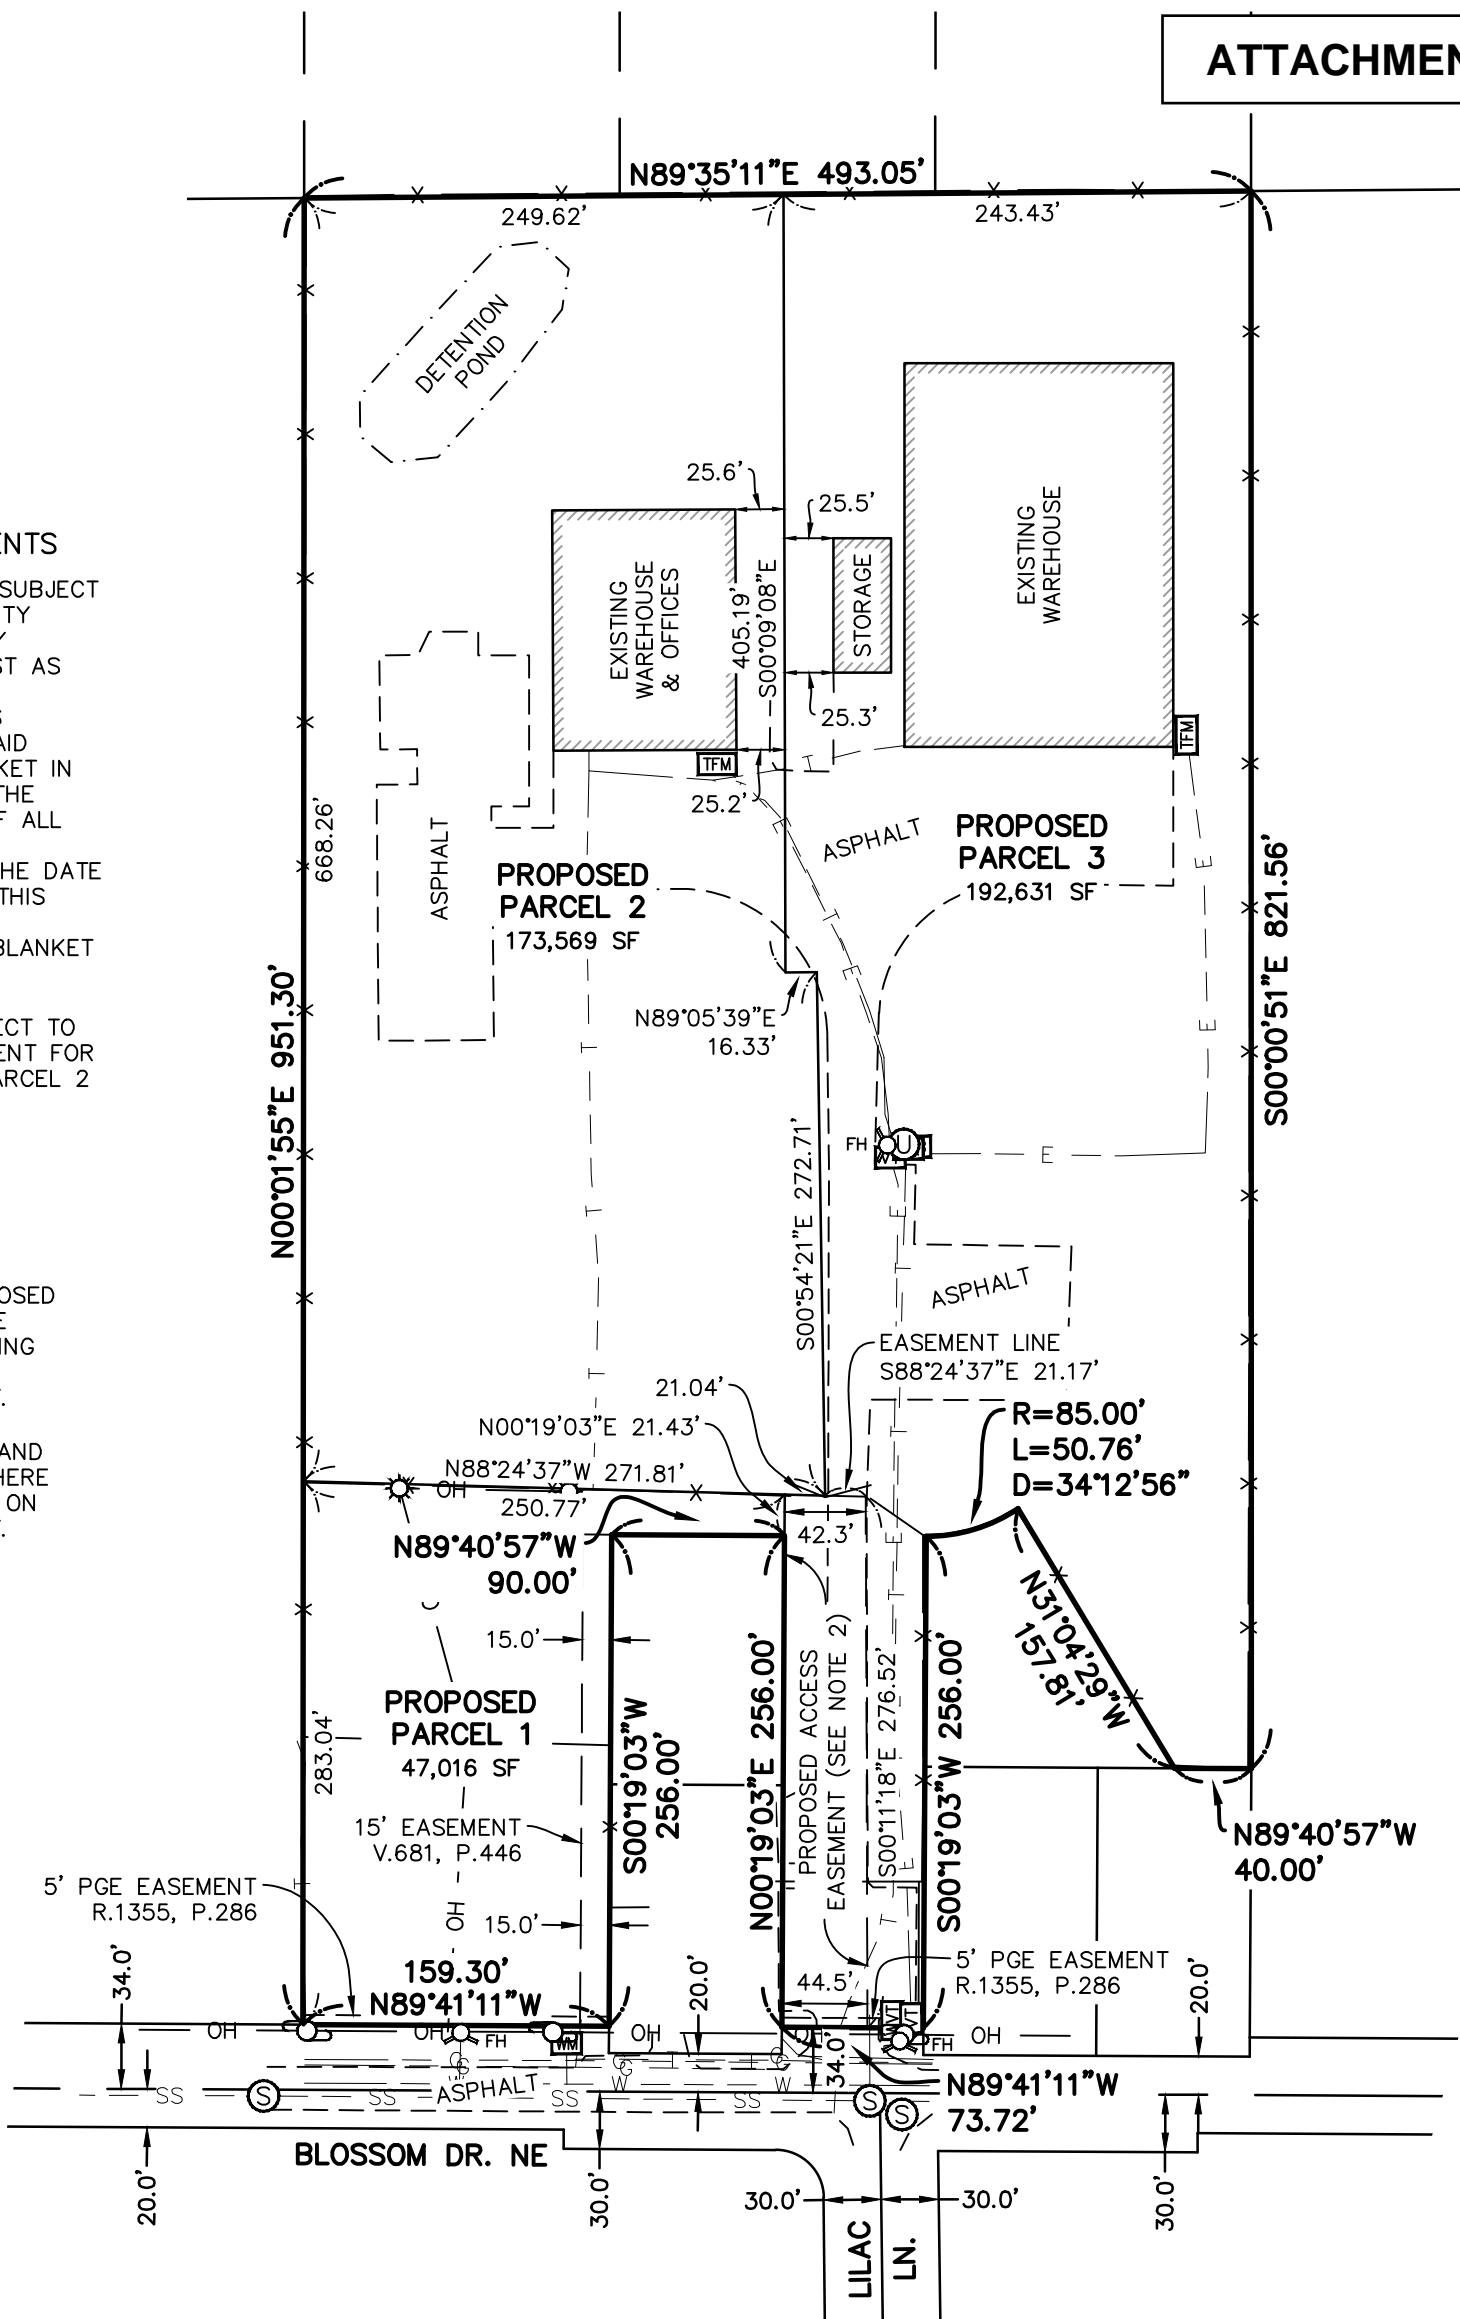 ATTACHMEN
N89°35'11"E 493.05'
249.62'
243.43'
DETENTION
POND
25.6'
25.5'
ENTS
SUBJECT
TY
Y
ST AS
S
AID
KET IN
THE
F ALL
HE DATE
THIS
BLANKET
ECT TO
ENT FOR
ARCEL 2
OSED
E
ING
.
AND
HERE
ON
.
EXISTING
WAREHOUSE
& OFFICES
405.19'
S00°09'08"E
STORAGE
EXISTING
WAREHOUSE
25.3'
TFM
TFM
25.2'
T
E
ASPHALT
PROPOSED
PARCEL 3
192,631 SF
668.26'
ASPHALT
PROPOSED
PARCEL 2
173,569 SF
E
T
E
S00°00'51"E 821.56'
N00°01'55"E 951.30'
N89°05'39"E
16.33'
T
E
S00°54'21"E 272.71'
FH
U
E
T
E
T
ASPHALT
EASEMENT LINE
S88°24'37"E 21.17'
21.04'
T
T
R=85.00'
L=50.76'
D=34°12'56"
N00°19'03"E 21.43'
N88°24'37"W 271.81'
OH
250.77'
42.3'
E
T
N89°40'57"W
90.00'
15.0'
N31°04'29"W
157.81'
PROPOSED
PARCEL 1
47,016 SF
283.04'
S00°19'03"W
256.00'
N00°19'03"E 256.00'
PROPOSED ACCESS
EASEMENT (SEE NOTE 2)
S00°11'18"E 276.52'
S00°19'03"W 256.00'
N89°40'57"W
40.00'
15' EASEMENT
V.681, P.446
5' PGE EASEMENT
R.1355, P.286
T
OH
15.0'
E
T
5' PGE EASEMENT
R.1355, P.286
34.0'
159.30'
N89°41'11"W
20.0'
44.5'
20.0'
OH
OH
FH
WM
OH
FH
OH
G
G
G
G
T
G
W
W
34.0'
SS
S
SS
ASPHALT
SS
SS
S
S
N89°41'11"W
73.72'
BLOSSOM DR. NE
20.0'
30.0'
30.0'
30.0'
30.0'
LILAC
LN.